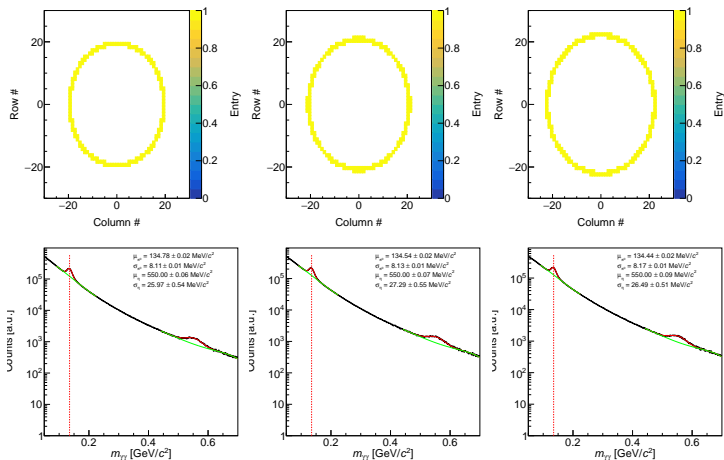 20
0
−20
−20
0
20
Column #
Row #
1
0.8
0.6
0.4
0.2
0
Entry
20
0
−20
−20
0
20
Column #
Row #
1
0.8
0.6
0.4
0.2
0
Entry
20
0
−20
−20
0
20
Column #
Row #
1
0.8
0.6
0.4
0.2
0
Entry
μπ⁰ = 134.78 ± 0.02 MeV/c²
σπ⁰ = 8.11 ± 0.01 MeV/c²
μη = 550.00 ± 0.06 MeV/c²
ση = 25.97 ± 0.54 MeV/c²
10⁵
10⁴
10³
10²
10
1
Counts [a.u.]
0.2
0.4
0.6
mγγ [GeV/c²]
μπ⁰ = 134.54 ± 0.02 MeV/c²
σπ⁰ = 8.13 ± 0.01 MeV/c²
μη = 550.00 ± 0.07 MeV/c²
ση = 27.29 ± 0.55 MeV/c²
10⁵
10⁴
10³
10²
10
1
Counts [a.u.]
0.2
0.4
0.6
mγγ [GeV/c²]
μπ⁰ = 134.44 ± 0.02 MeV/c²
σπ⁰ = 8.17 ± 0.01 MeV/c²
μη = 550.00 ± 0.09 MeV/c²
ση = 26.49 ± 0.51 MeV/c²
10⁵
10⁴
10³
10²
10
1
Counts [a.u.]
0.2
0.4
0.6
mγγ [GeV/c²]